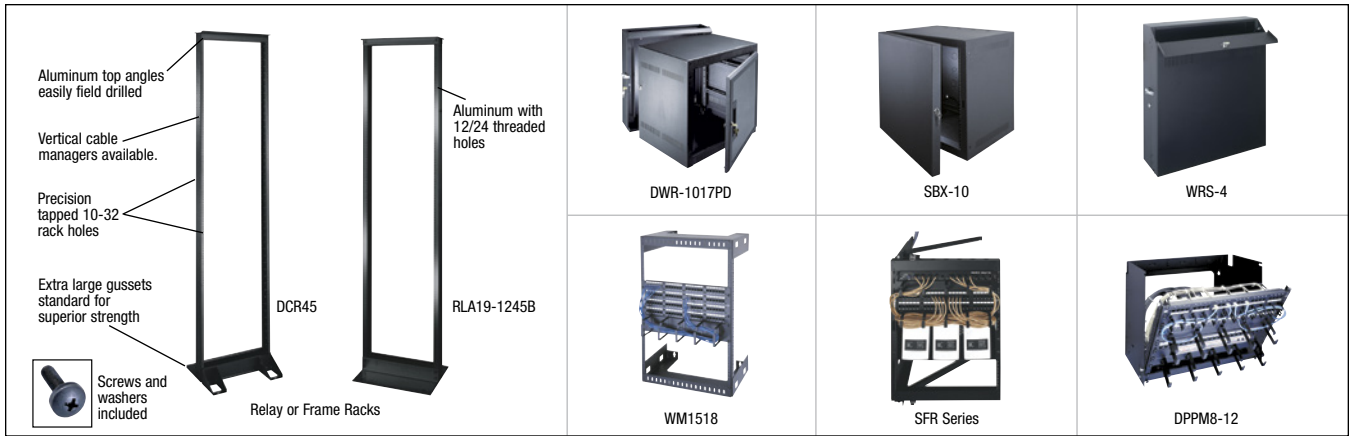 Aluminum top angles
easily field drilled
Vertical cable
managers available.
Precision
tapped 10-32
rack holes
Extra large gussets
standard for
superior strength
Screws and
washers
included
DCR45
Aluminum with
12/24 threaded
holes
RLA19-1245B
Relay or Frame Racks
DWR-1017PD
SBX-10
WRS-4
WM1518
SFR Series
DPPM8-12